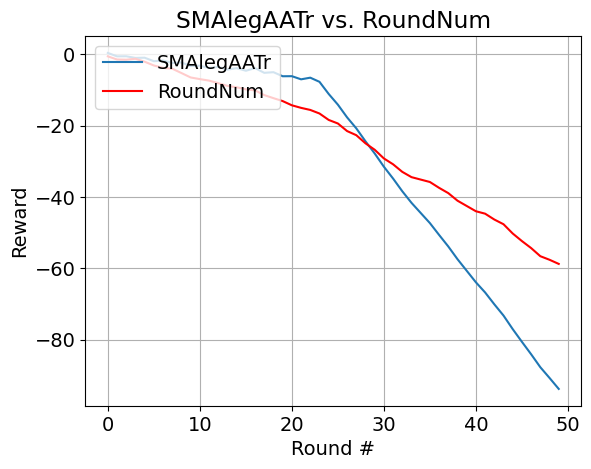 SMAlegAATr vs. RoundNum
SMAlegAATr
RoundNum
Reward
0
−20
−40
−60
−80
0 10 20 30 40 50
Round #